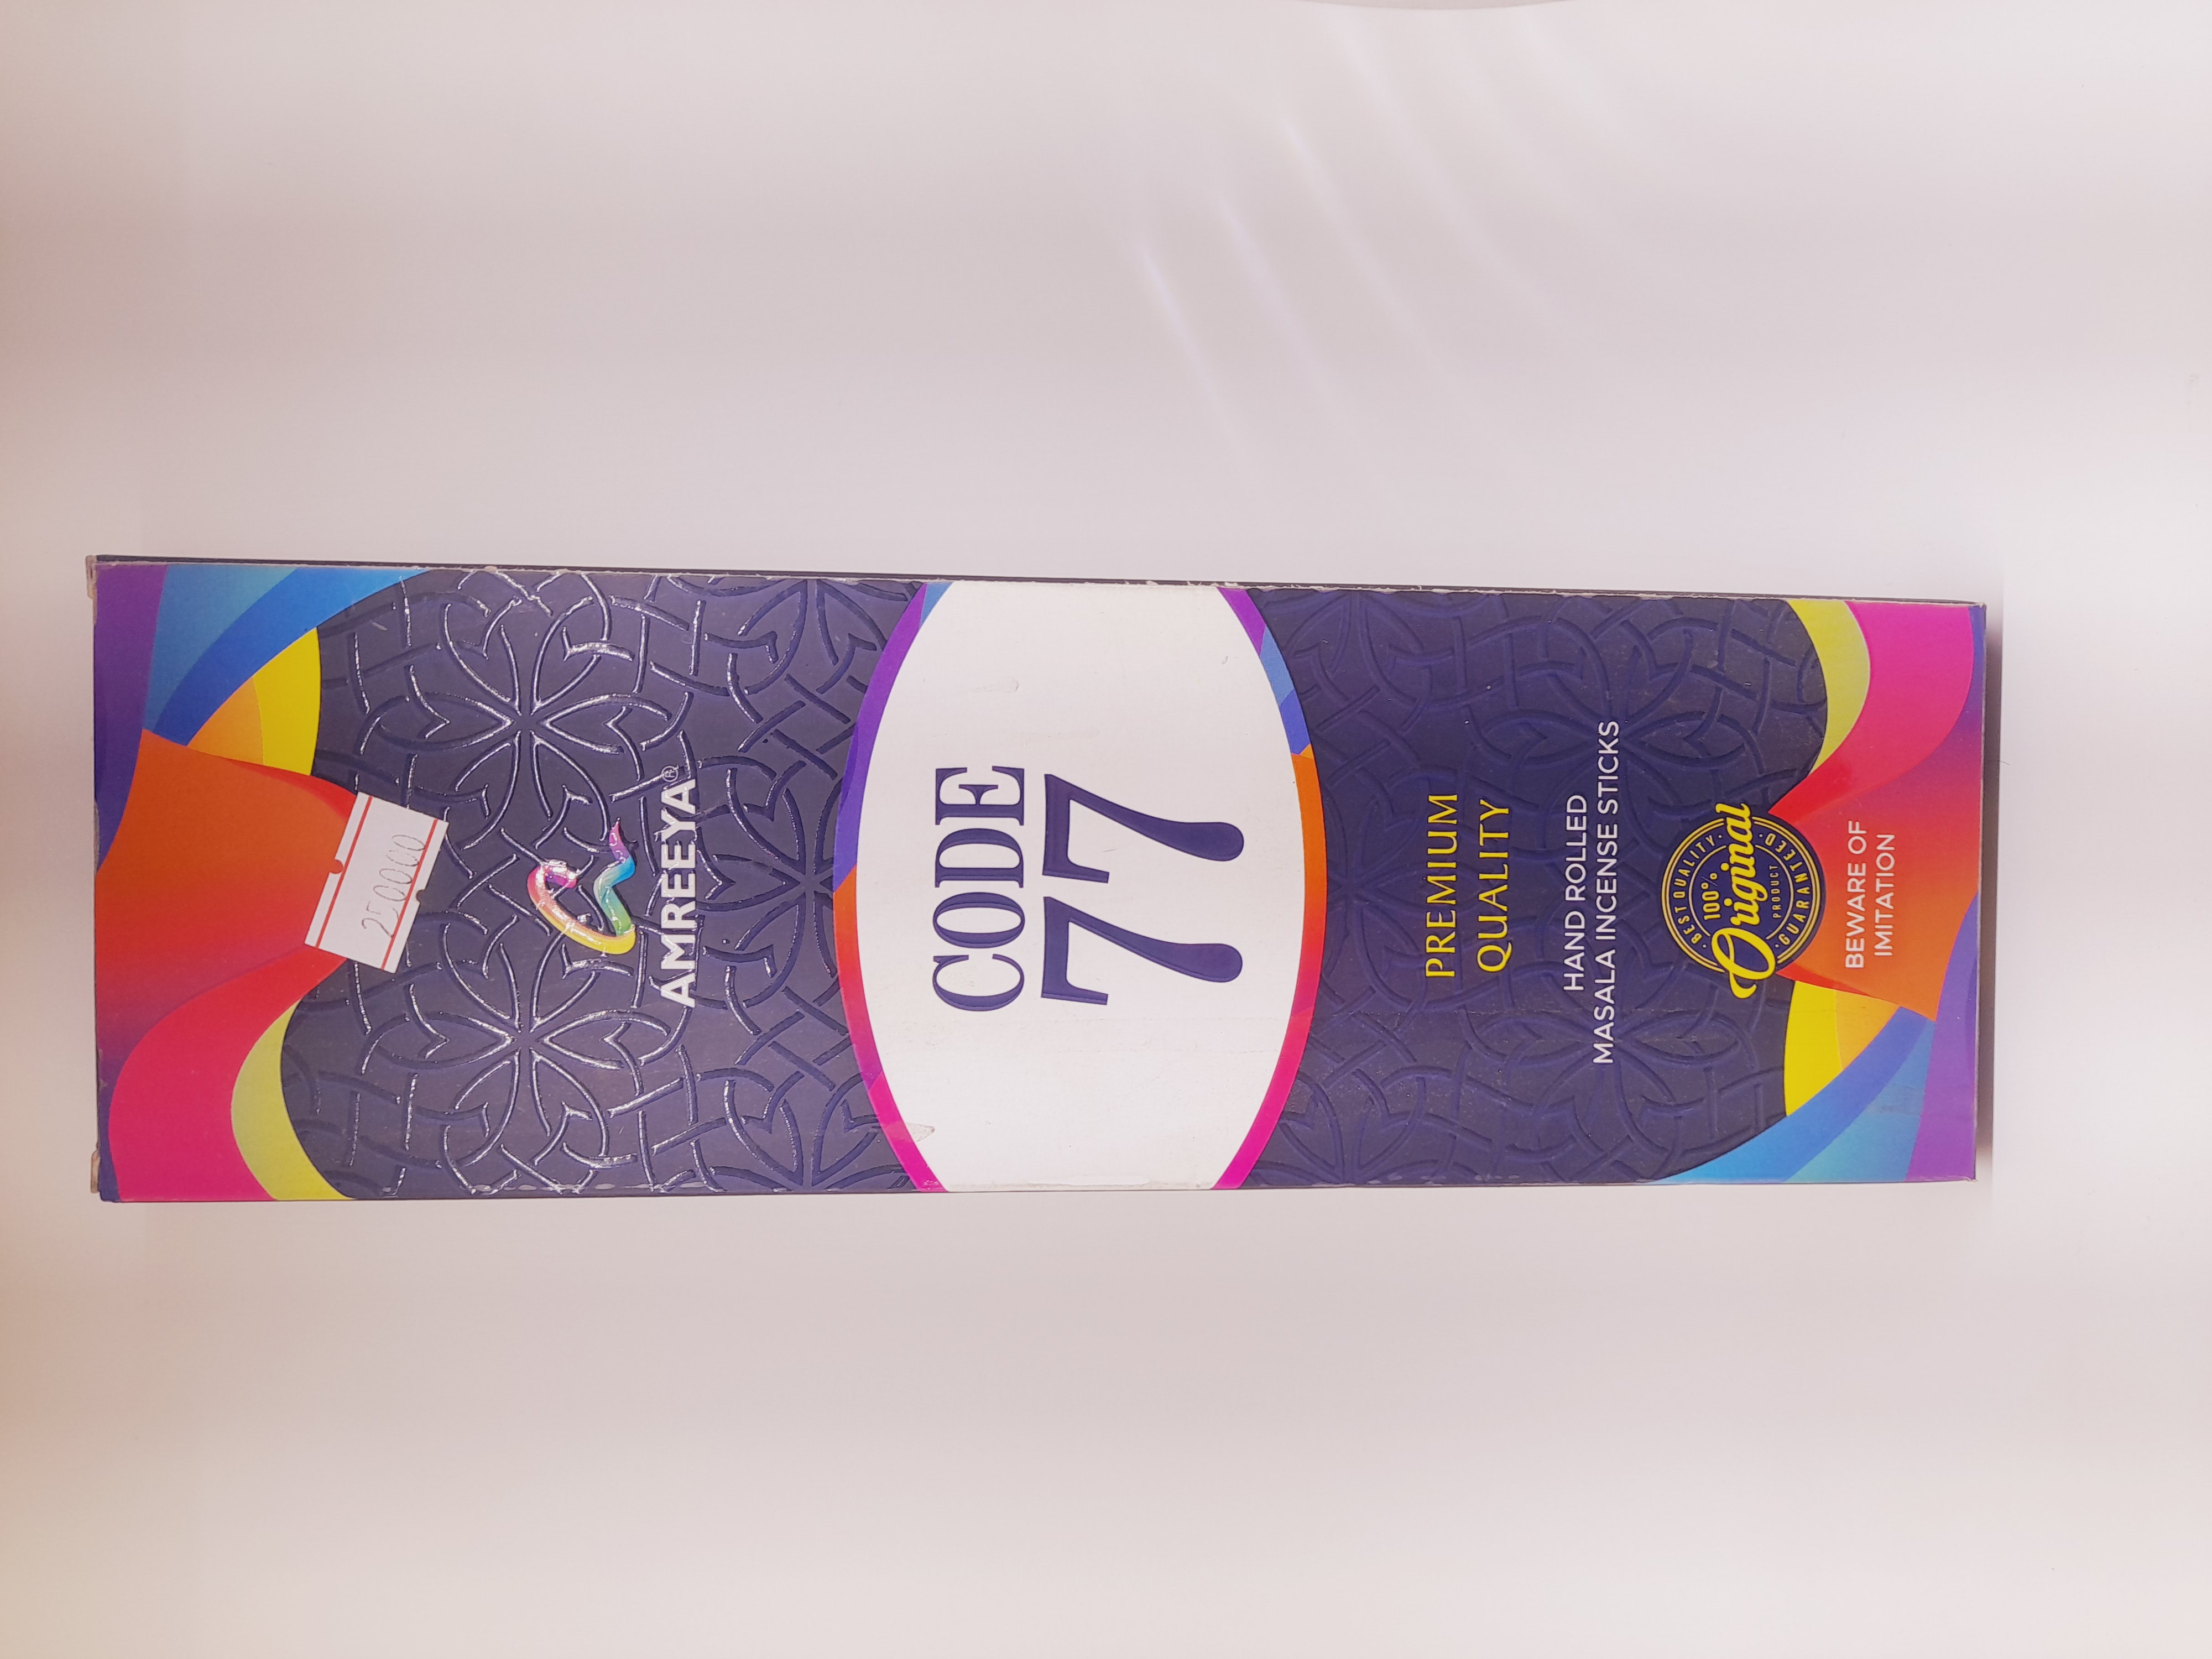 2500000
AMREEYA®
CODE
77
PREMIUM
QUALITY
HAND ROLLED
MASALA INCENSE STICKS
BEST QUALITY
100%
Original
PRODUCT
GUARANTEED
BEWARE OF
IMITATION